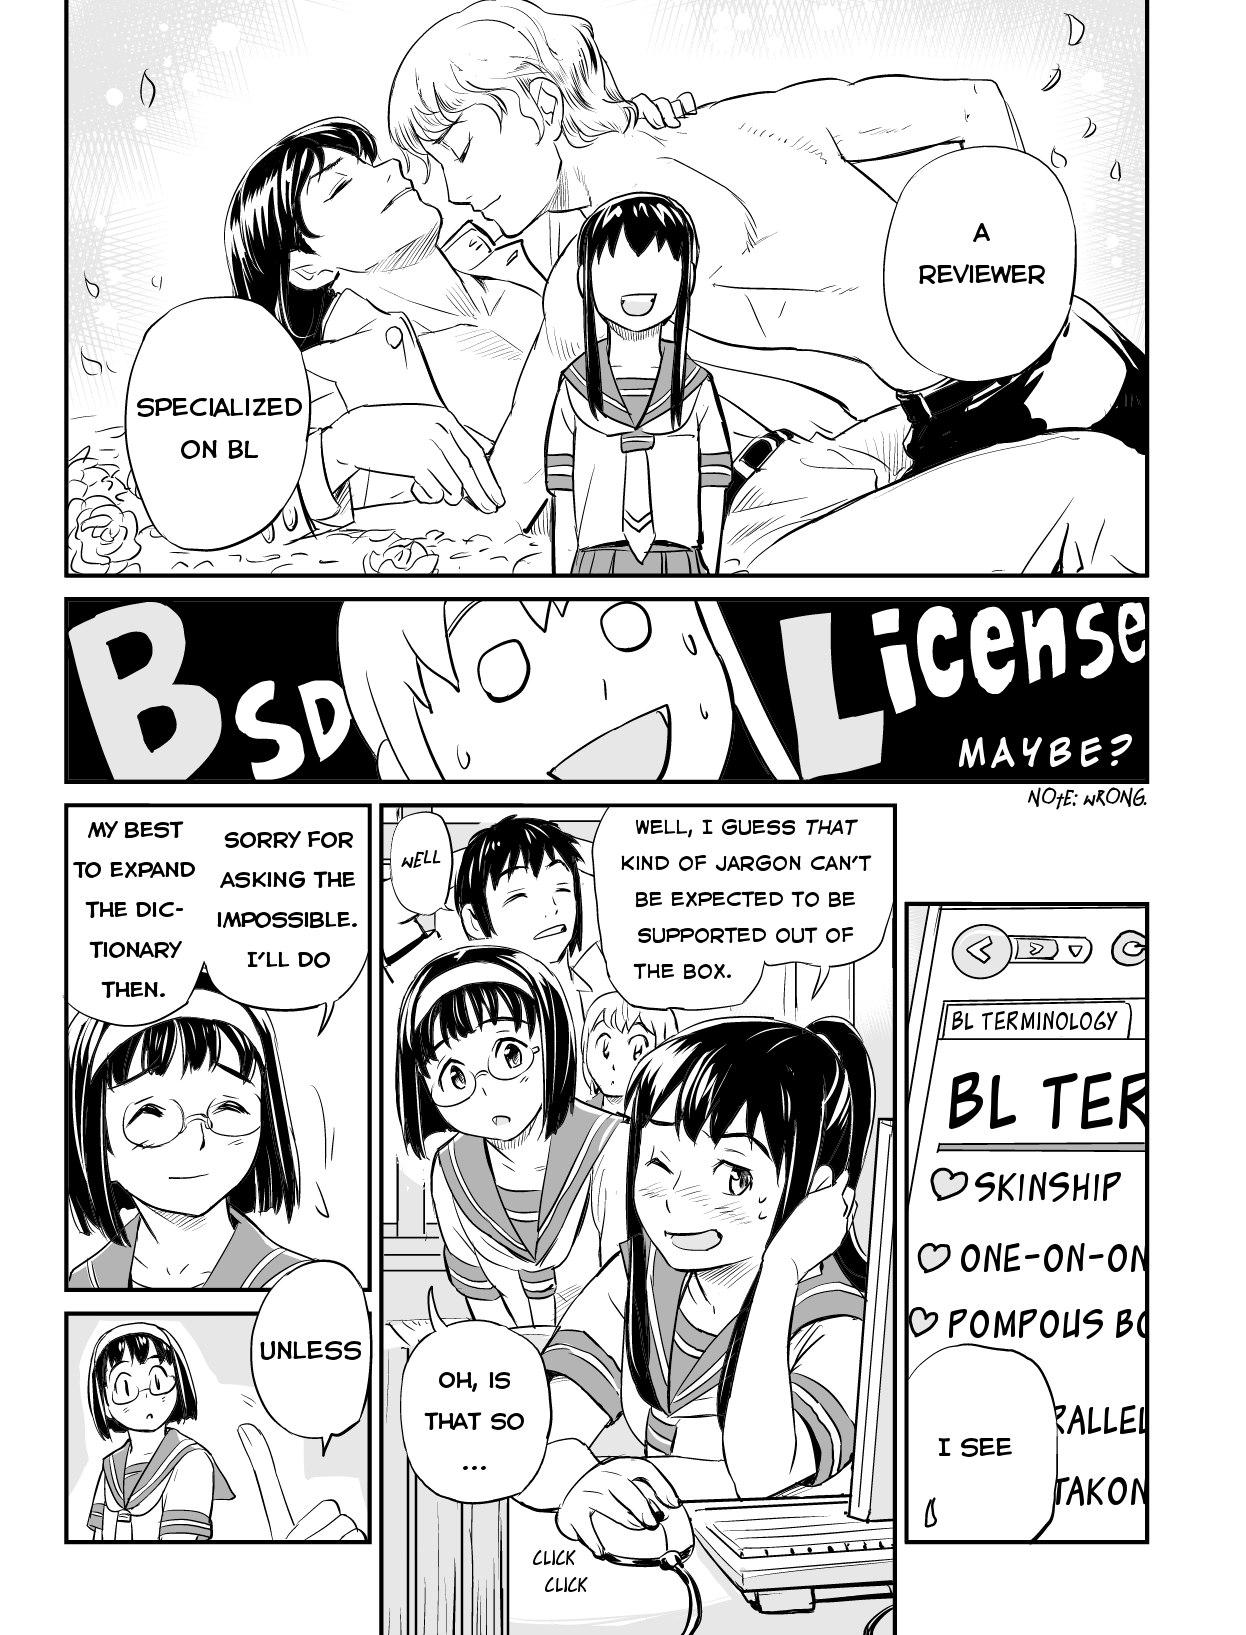 A
REVIEWER
SPECIALIZED
ON BL
BSD
LICENSE
MAYBE?
NOTE: WRONG.
I SEE
BL TERMINOLOGY
BL TER
SKINSHIP
ONE-ON-ON
POMPOUS BO
RALLEL
TAKON
WELL, I GUESS THAT
KIND OF JARGON CAN'T
BE EXPECTED TO BE
SUPPORTED OUT OF
THE BOX.
WELL
OH, IS
THAT SO
...
CLICK
CLICK
SORRY FOR
ASKING THE
IMPOSSIBLE.
I'LL DO
MY BEST
TO EXPAND
THE DIC-
TIONARY
THEN.
UNLESS